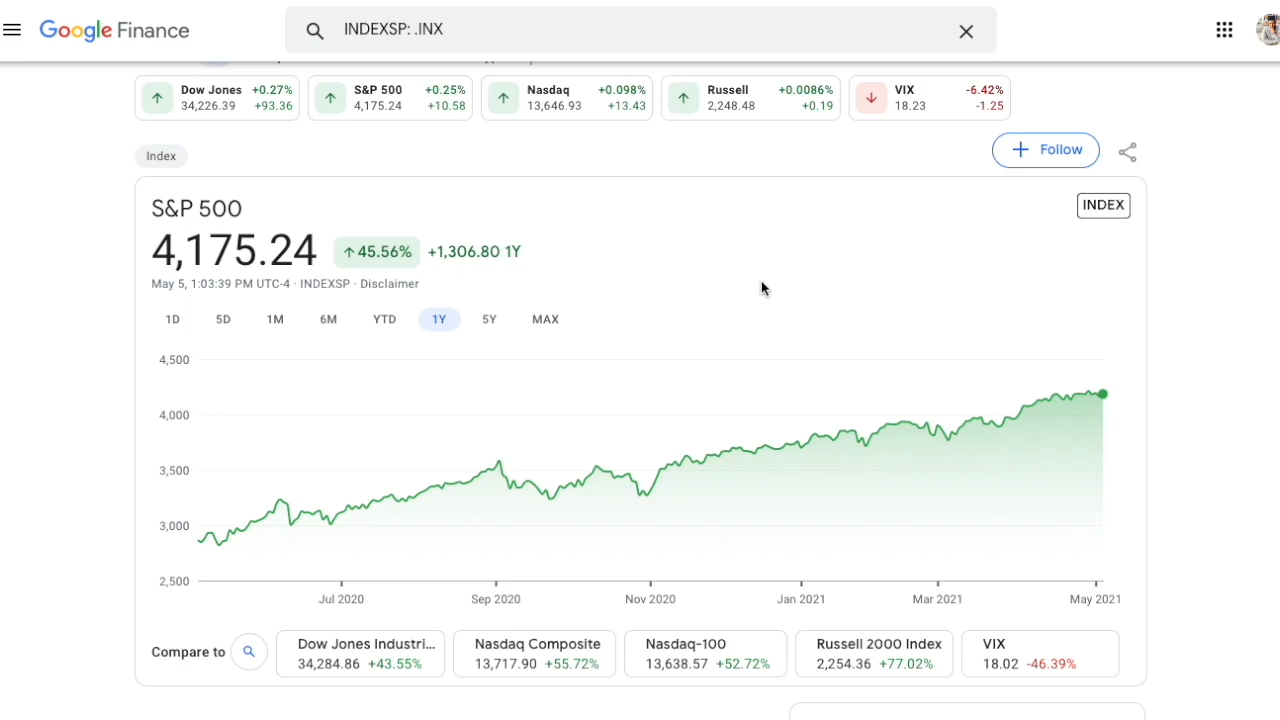 Google Finance
INDEXSP: .INX
Dow Jones +0.27%
34,226.39 +93.36
S&P 500 +0.25%
4,175.24 +10.58
Nasdaq +0.098%
13,646.93 +13.43
Russell +0.0086%
2,248.48 +0.19
VIX -6.42%
18.23 -1.25
Index
Follow
S&P 500
INDEX
4,175.24 45.56% +1,306.80 1Y
May 5, 1:03:39 PM UTC-4 · INDEXSP · Disclaimer
1D 5D 1M 6M YTD 1Y 5Y MAX
4,500
4,000
3,500
3,000
2,500
Jul 2020 Sep 2020 Nov 2020 Jan 2021 Mar 2021 May 2021
Compare to
Dow Jones Industri...
34,284.86 +43.55%
Nasdaq Composite
13,717.90 +55.72%
Nasdaq-100
13,638.57 +52.72%
Russell 2000 Index
2,254.36 +77.02%
VIX
18.02 -46.39%